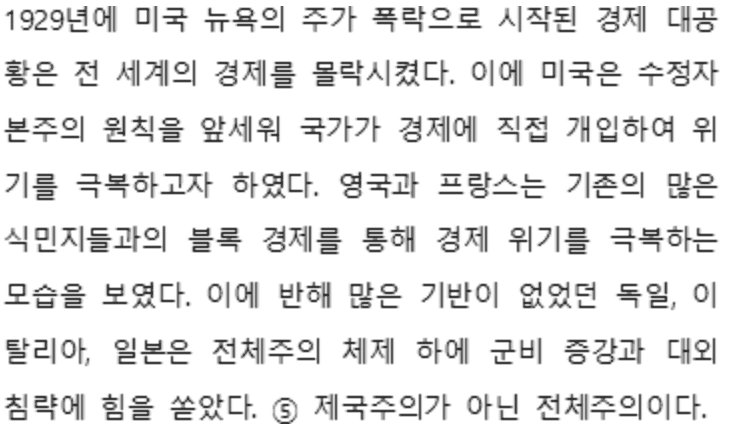 1929년에 미국 뉴욕의 주가 폭락으로 시작된 경제 대공
황은 전 세계의 경제를 몰락시켰다. 이에 미국은 수정자
본주의 원칙을 앞세워 국가가 경제에 직접 개입하여 위
기를 극복하고자 하였다. 영국과 프랑스는 기존의 많은
식민지들과의 블록 경제를 통해 경제 위기를 극복하는
모습을 보였다. 이에 반해 많은 기반이 없었던 독일, 이
탈리아, 일본은 전체주의 체제 하에 군비 증강과 대외
침략에 힘을 쏟았다. ⑤ 제국주의가 아닌 전체주의이다.